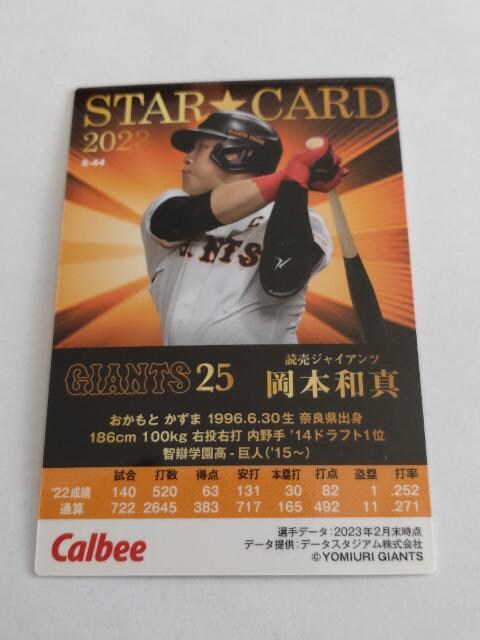 STAR★CARD
2023
S-44
GIANTS
GIANTS 25
読売ジャイアンツ
岡本和真
おかもと かずま 1996.6.30生 奈良県出身
186cm 100kg 右投右打 内野手 '14ドラフト1位
智辯学園高 - 巨人('15～)
試合 打数 得点 安打 本塁打 打点 盗塁 打率
'22成績 140 520 63 131 30 82 1 .252
通算 722 2645 383 717 165 492 11 .271
Calbee
選手データ：2023年2月末時点
データ提供：データスタジアム株式会社
©YOMIURI GIANTS